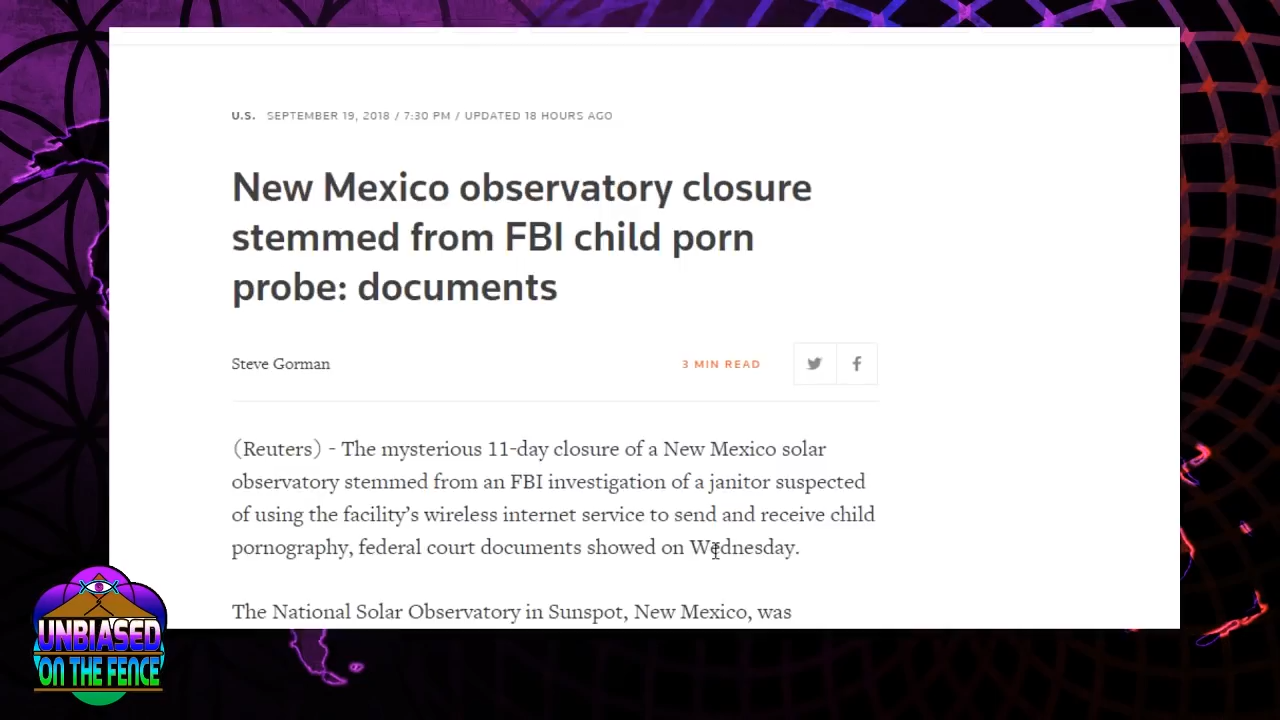 U.S. SEPTEMBER 19, 2018 / 7:30 PM / UPDATED 18 HOURS AGO
New Mexico observatory closure
stemmed from FBI child porn
probe: documents
Steve Gorman
3 MIN READ
(Reuters) - The mysterious 11-day closure of a New Mexico solar
observatory stemmed from an FBI investigation of a janitor suspected
of using the facility’s wireless internet service to send and receive child
pornography, federal court documents showed on Wednesday.
The National Solar Observatory in Sunspot, New Mexico, was
UNBIASED
ON THE FENCE